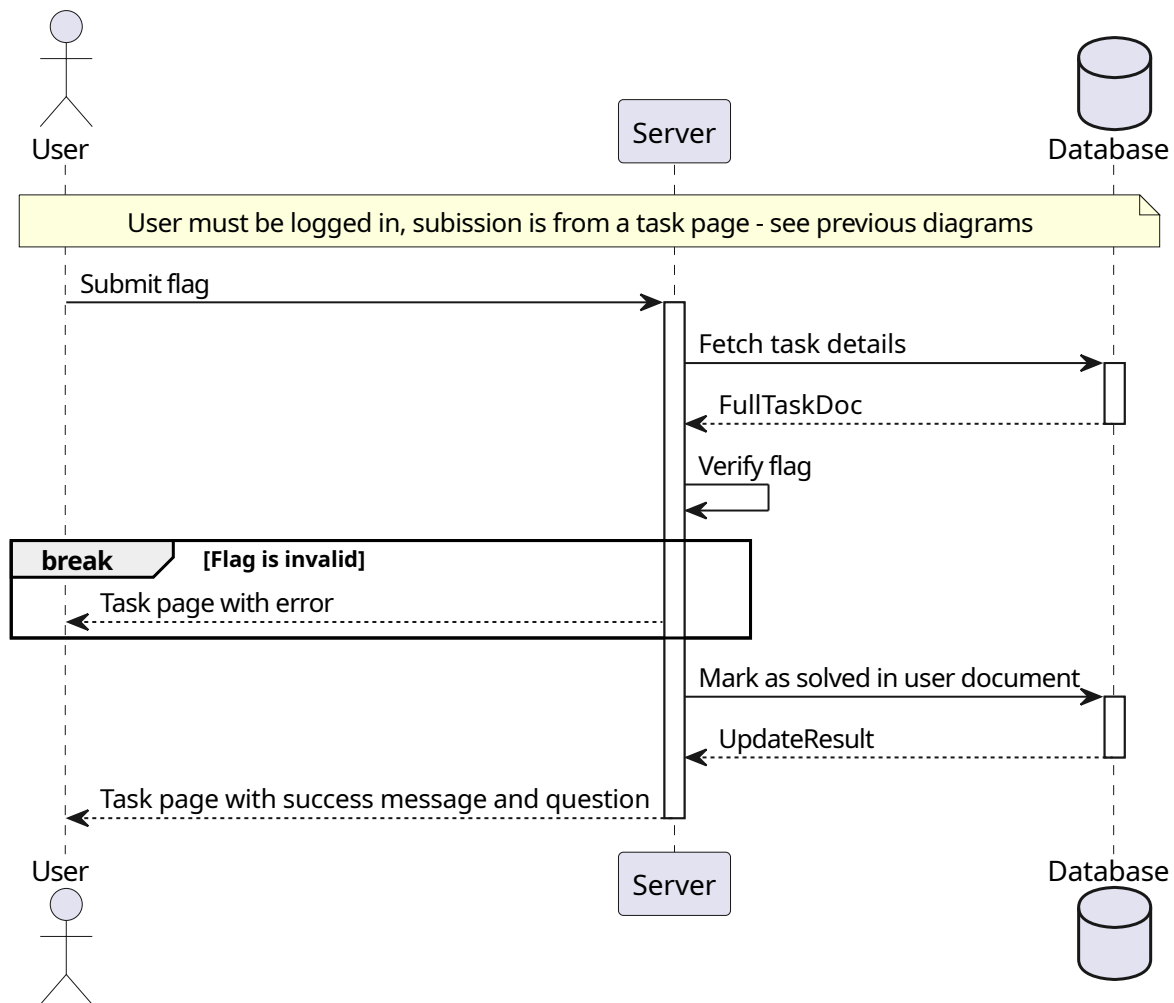 User
Server
Database
User must be logged in, subission is from a task page - see previous diagrams
Submit flag
Fetch task details
FullTaskDoc
Verify flag
break [Flag is invalid]
Task page with error
Mark as solved in user document
UpdateResult
Task page with success message and question
User
Server
Database